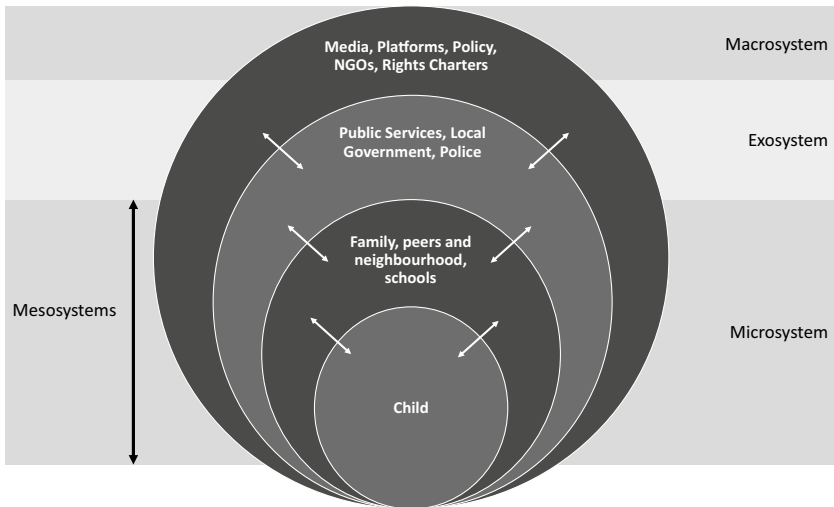 Media, Platforms, Policy,
NGOs, Rights Charters
Macrosystem
Public Services, Local
Government, Police
Exosystem
Family, peers and
neighbourhood,
schools
Mesosystems
Microsystem
Child